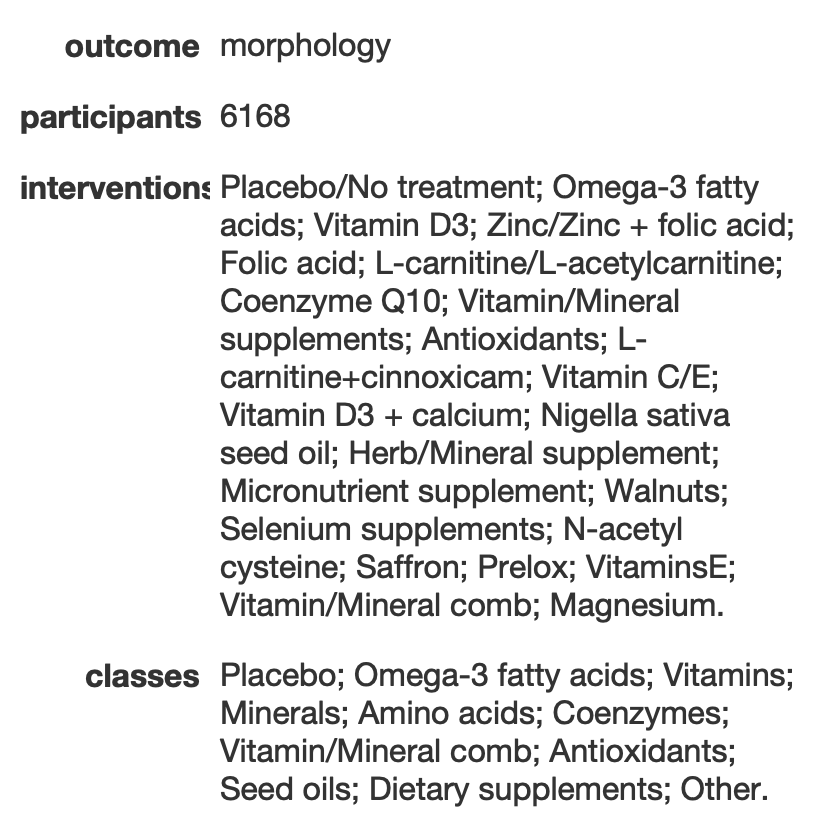 outcome morphology
participants 6168
interventions Placebo/No treatment; Omega-3 fatty
acids; Vitamin D3; Zinc/Zinc + folic acid;
Folic acid; L-carnitine/L-acetylcarnitine;
Coenzyme Q10; Vitamin/Mineral
supplements; Antioxidants; L-
carnitine+cinnoxicam; Vitamin C/E;
Vitamin D3 + calcium; Nigella sativa
seed oil; Herb/Mineral supplement;
Micronutrient supplement; Walnuts;
Selenium supplements; N-acetyl
cysteine; Saffron; Prelox; VitaminsE;
Vitamin/Mineral comb; Magnesium.
classes Placebo; Omega-3 fatty acids; Vitamins;
Minerals; Amino acids; Coenzymes;
Vitamin/Mineral comb; Antioxidants;
Seed oils; Dietary supplements; Other.